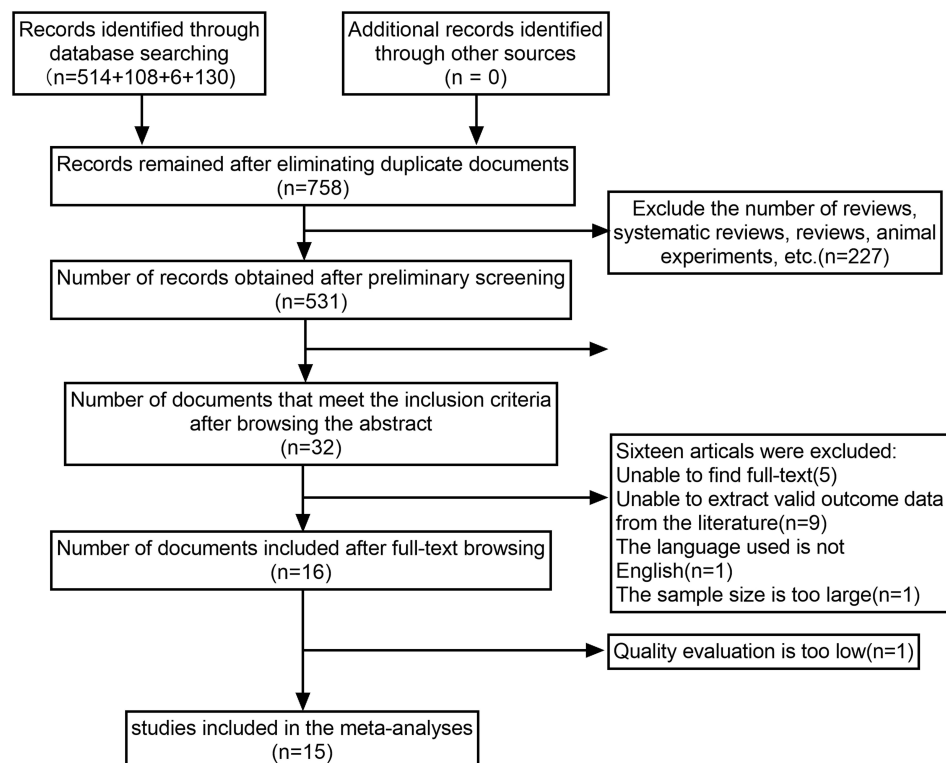 Records identified through
database searching
（n=514+108+6+130)
Additional records identified
through other sources
(n = 0)
Records remained after eliminating duplicate documents
(n=758)
Exclude the number of reviews,
systematic reviews, reviews, animal
experiments, etc.(n=227)
Number of records obtained after preliminary screening
(n=531)
Number of documents that meet the inclusion criteria
after browsing the abstract
(n=32)
Sixteen articals were excluded:
Unable to find full-text(5)
Unable to extract valid outcome data
from the literature(n=9)
The language used is not
English(n=1)
The sample size is too large(n=1)
Number of documents included after full-text browsing
(n=16)
Quality evaluation is too low(n=1)
studies included in the meta-analyses
(n=15)